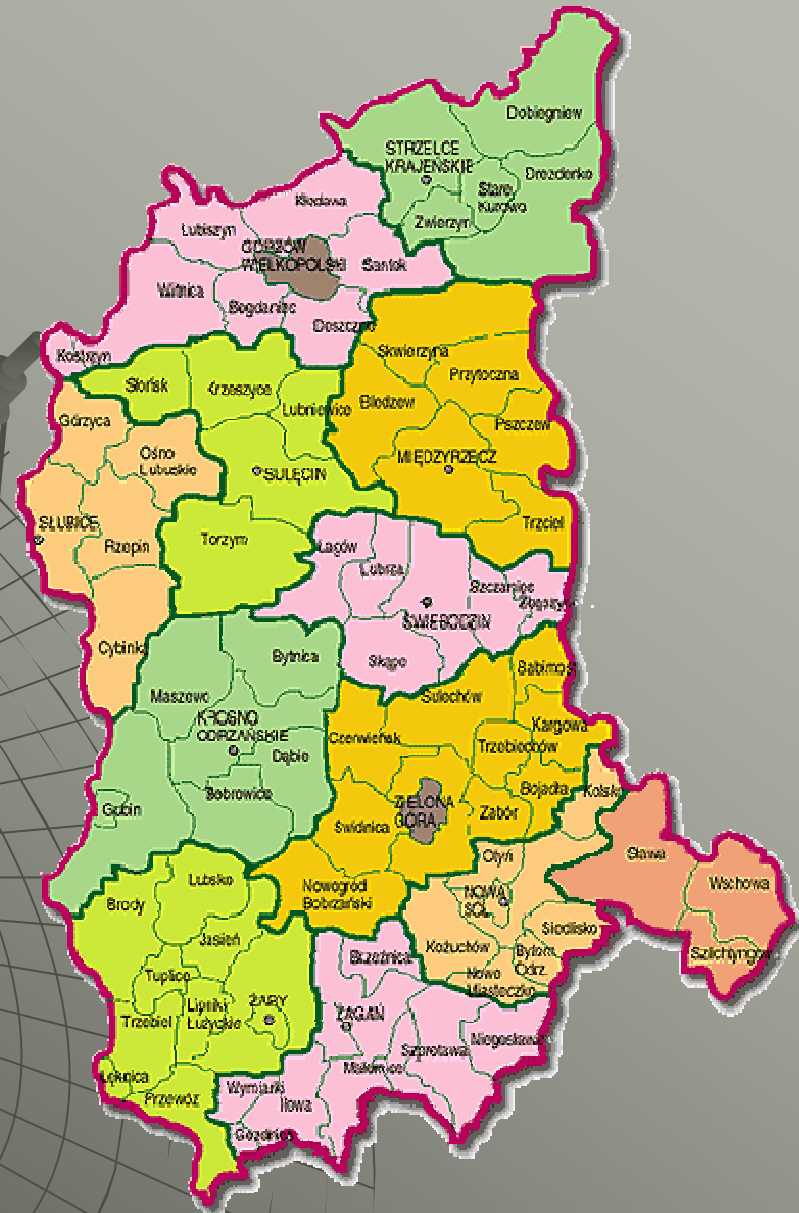 Dobiegniew
STRZELCE
KRAJEŃSKIE
Drezdenko
Stare
Kurowo
Zwierzyn
Kłodawa
Lubiszyn
GORZÓW
WIELKOPOLSKI
Santok
Witnica
Bogdaniec
Deszczno
Kostrzyn
Skwierzyna
Przytoczna
Słońsk
Krzeszyce
Lubniewice
Bledzew
Pszczew
Górzyca
Ośno
Lubuskie
MIĘDZYRZECZ
SULĘCIN
SŁUBICE
Rzepin
Torzym
Trzciel
Łagów
Lubrza
Szczaniec
Zbąszyn
ŚWIEBODZIN
Cybinka
Bytnica
Skąpe
Babimost
Maszewo
Sulechów
KROSNO
ODRZAŃSKIE
Czerwieńsk
Kargowa
Trzebiechów
Dąbie
Bojadła
Kolsko
Gubin
Bobrowice
ZIELONA
GÓRA
Zabór
Świdnica
Otyń
Sława
Lubsko
Wschowa
Brody
Nowogród
Bobrzański
NOWA
SÓL
Siedlisko
Jasień
Kożuchów
Bytom
Odrz.
Szlichtyngowa
Brzeźnica
Tuplice
Nowe
Miasteczko
Trzebiel
Lipinki
Łużyckie
ŻARY
ŻAGAŃ
Niegosławice
Szprotawa
Małomice
Łęknica
Przewóz
Wymiarki
Iłowa
Gozdnica